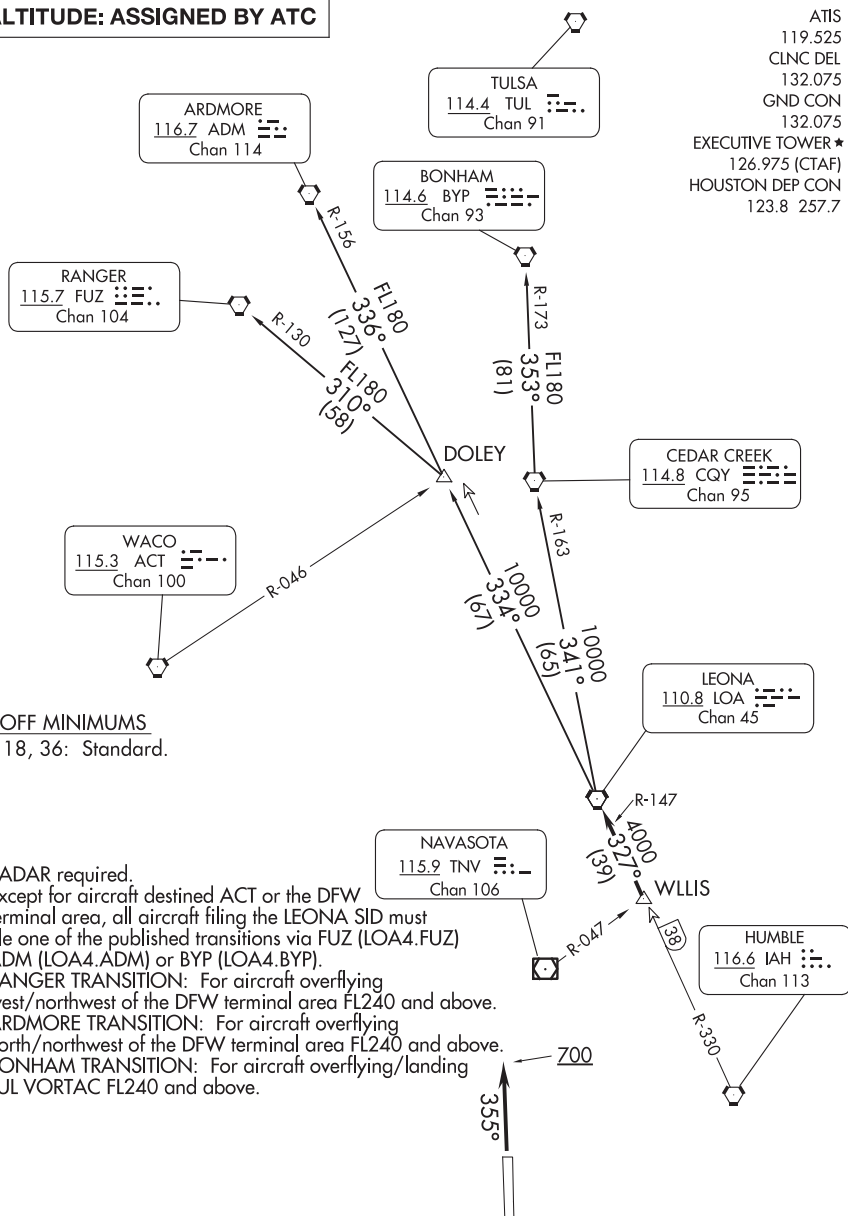 ALTITUDE: ASSIGNED BY ATC
ATIS
119.525
CLNC DEL
132.075
GND CON
132.075
EXECUTIVE TOWER★
126.975 (CTAF)
HOUSTON DEP CON
123.8 257.7
TULSA
114.4 TUL
Chan 91
ARDMORE
116.7 ADM
Chan 114
BONHAM
114.6 BYP
Chan 93
RANGER
115.7 FUZ
Chan 104
R-156
R-130
R-173
FL180
336°
(127)
FL180
310°
(58)
FL180
353°
(81)
DOLEY
CEDAR CREEK
114.8 CQY
Chan 95
WACO
115.3 ACT
Chan 100
R-046
R-163
10000
334°
(67)
10000
341°
(65)
LEONA
110.8 LOA
Chan 45
OFF MINIMUMS
18, 36: Standard.
R-147
4000
327°
(39)
WLLIS
NAVASOTA
115.9 TNV
Chan 106
R-047
38
HUMBLE
116.6 IAH
Chan 113
R-330
ADAR required.
xcept for aircraft destined ACT or the DFW
erminal area, all aircraft filing the LEONA SID must
le one of the published transitions via FUZ (LOA4.FUZ)
ADM (LOA4.ADM) or BYP (LOA4.BYP).
ANGER TRANSITION: For aircraft overflying
vest/northwest of the DFW terminal area FL240 and above.
RDMORE TRANSITION: For aircraft overflying
orth/northwest of the DFW terminal area FL240 and above.
ONHAM TRANSITION: For aircraft overflying/landing
UL VORTAC FL240 and above.
700
355°